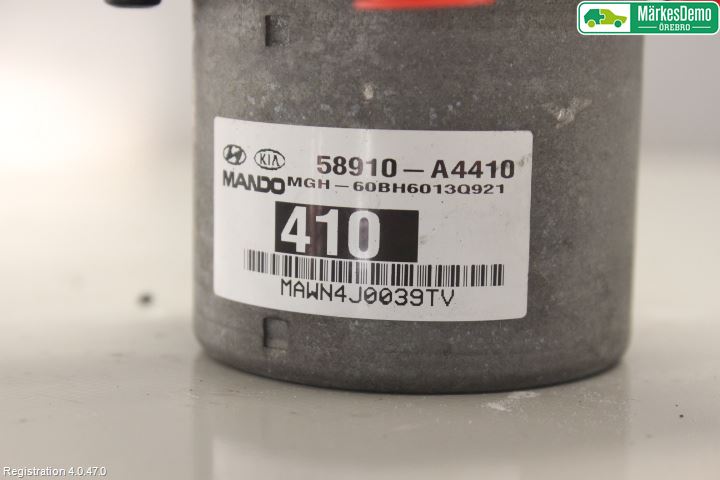 MärkesDemo
ÖREBRO
KIA
58910-A4410
MANDO MGH-60BH6013Q921
410
MAWN4J0039TV
Registration 4.0.47.0